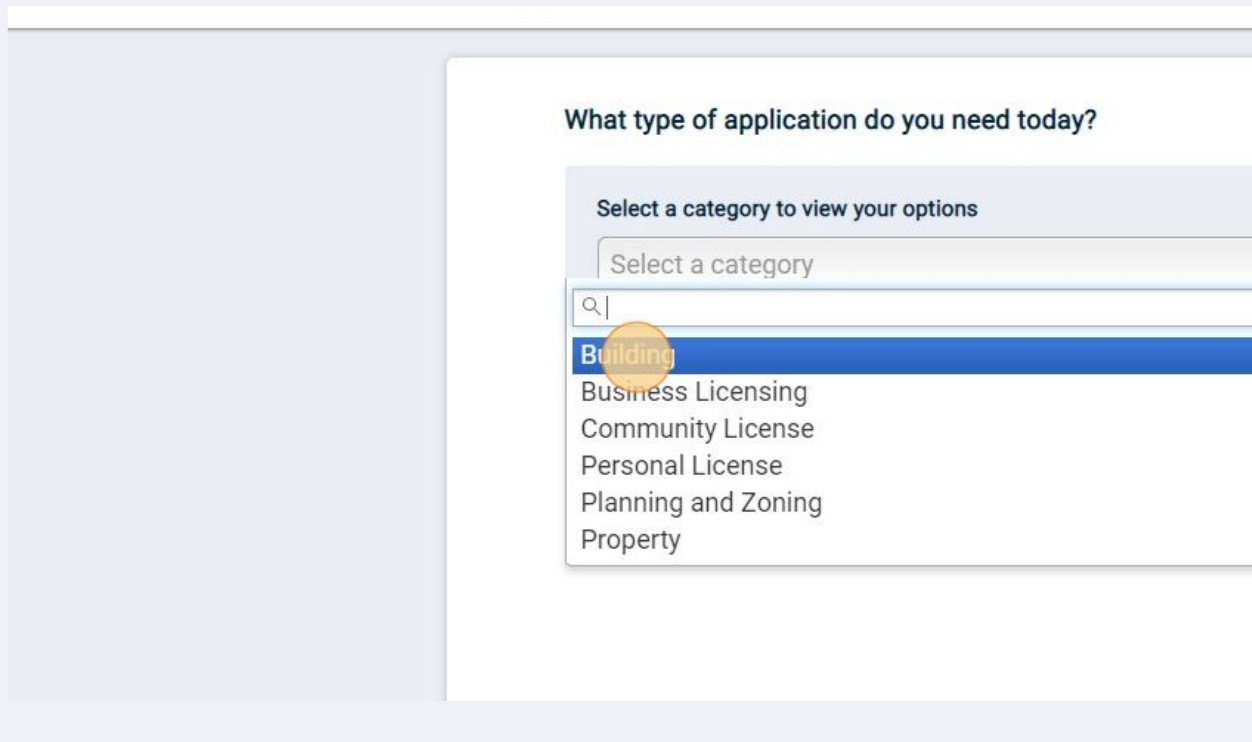 What type of application do you need today?
Select a category to view your options
Select a category
Building
Business Licensing
Community License
Personal License
Planning and Zoning
Property